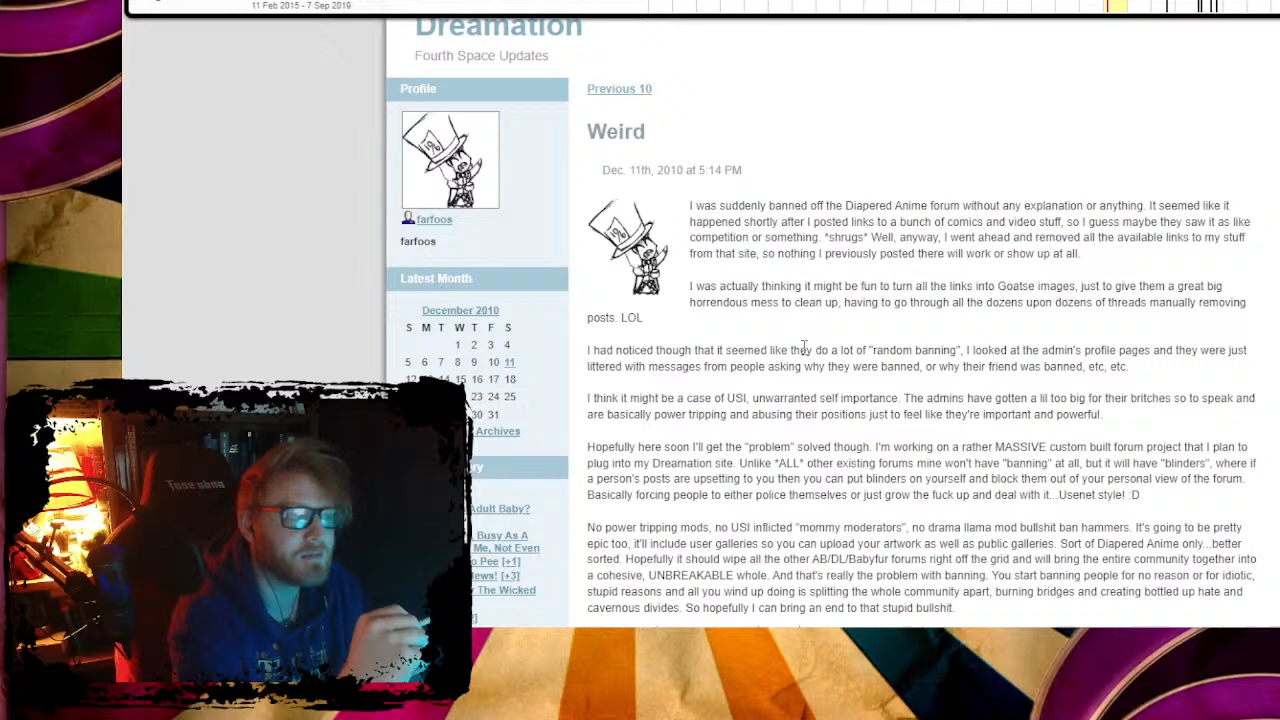 11 Feb 2015 - 7 Sep 2019
Dreamation
Fourth Space Updates
Profile
farfoos
farfoos
Latest Month
December 2010
S M T W T F S
1 2 3 4
5 6 7 8 9 10 11
12 13 14 15 16 17 18
23 24 25
30 31
Archives
Adult Baby?
Busy As A
Me, Not Even
o Pee [+1]
lews! [+3]
y The Wicked
Previous 10
Weird
Dec. 11th, 2010 at 5:14 PM
I was suddenly banned off the Diapered Anime forum without any explanation or anything. It seemed like it
happened shortly after I posted links to a bunch of comics and video stuff, so I guess maybe they saw it as like
competition or something. *shrugs* Well, anyway, I went ahead and removed all the available links to my stuff
from that site, so nothing I previously posted there will work or show up at all.
I was actually thinking it might be fun to turn all the links into Goatse images, just to give them a great big
horrendous mess to clean up, having to go through all the dozens upon dozens of threads manually removing
posts. LOL
I had noticed though that it seemed like they do a lot of "random banning", I looked at the admin's profile pages and they were just
littered with messages from people asking why they were banned, or why their friend was banned, etc, etc.
I think it might be a case of USI, unwarranted self importance. The admins have gotten a lil too big for their britches so to speak and
are basically power tripping and abusing their positions just to feel like they're important and powerful.
Hopefully here soon I'll get the "problem" solved though. I'm working on a rather MASSIVE custom built forum project that I plan to
plug into my Dreamation site. Unlike *ALL* other existing forums mine won't have "banning" at all, but it will have "blinders", where if
a person's posts are upsetting to you then you can put blinders on yourself and block them out of your personal view of the forum.
Basically forcing people to either police themselves or just grow the fuck up and deal with it...Usenet style! :D
No power tripping mods, no USI inflicted "mommy moderators", no drama llama mod bullshit ban hammers. It's going to be pretty
epic too, it'll include user galleries so you can upload your artwork as well as public galleries. Sort of Diapered Anime only...better
sorted. Hopefully it should wipe all the other AB/DL/Babyfur forums right off the grid and will bring the entire community together into
a cohesive, UNBREAKABLE whole. And that's really the problem with banning. You start banning people for no reason or for idiotic,
stupid reasons and all you wind up doing is splitting the whole community apart, burning bridges and creating bottled up hate and
cavernous divides. So hopefully I can bring an end to that stupid bullshit.